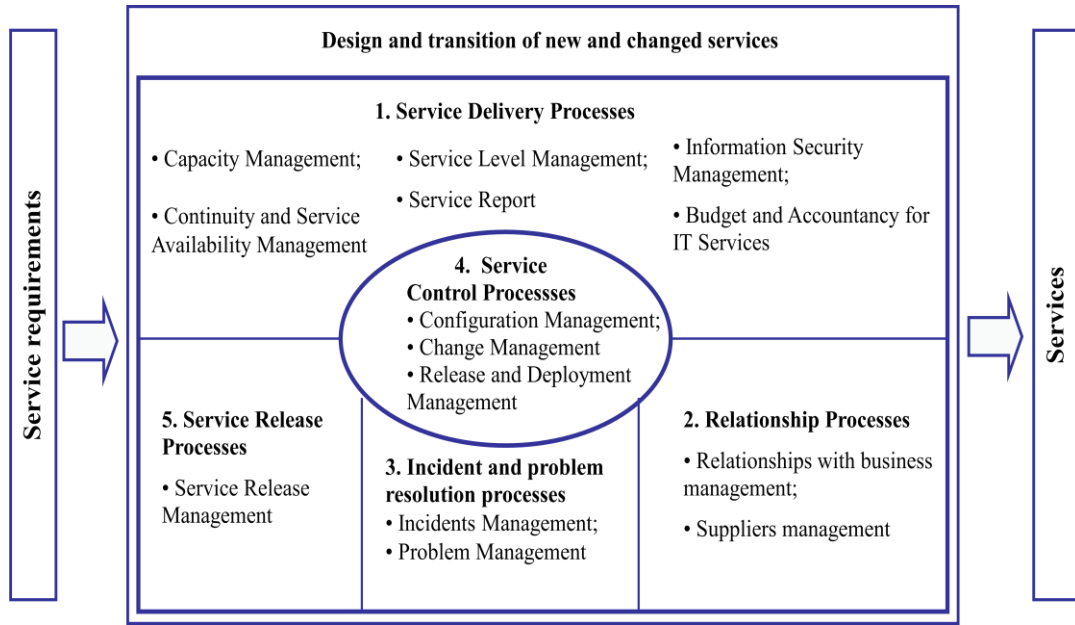 Service requirements
Design and transition of new and changed services
1. Service Delivery Processes
• Capacity Management;
• Continuity and Service
Availability Management
• Service Level Management;
• Service Report
• Information Security
Management;
• Budget and Accountancy for
IT Services
4. Service
Control Processses
• Configuration Management;
• Change Management
• Release and Deployment
Management
5. Service Release
Processes
• Service Release
Management
3. Incident and problem
resolution processes
• Incidents Management;
• Problem Management
2. Relationship Processes
• Relationships with business
management;
• Suppliers management
Services